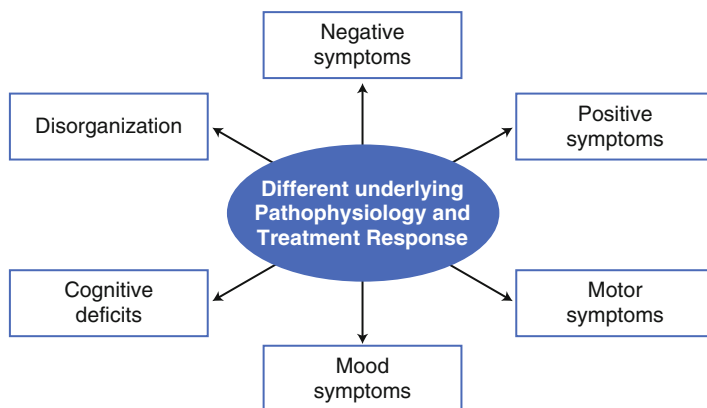 Negative
symptoms
Disorganization
Positive
symptoms
Different underlying
Pathophysiology and
Treatment Response
Cognitive
deficits
Motor
symptoms
Mood
symptoms